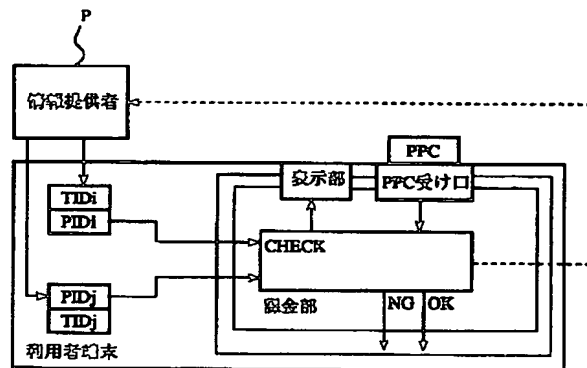 P
情報提供者
PPC
表示部
PPC受け口
TIDi
PIDi
CHECK
PIDj
TIDj
課金部
NG
OK
利用者端末